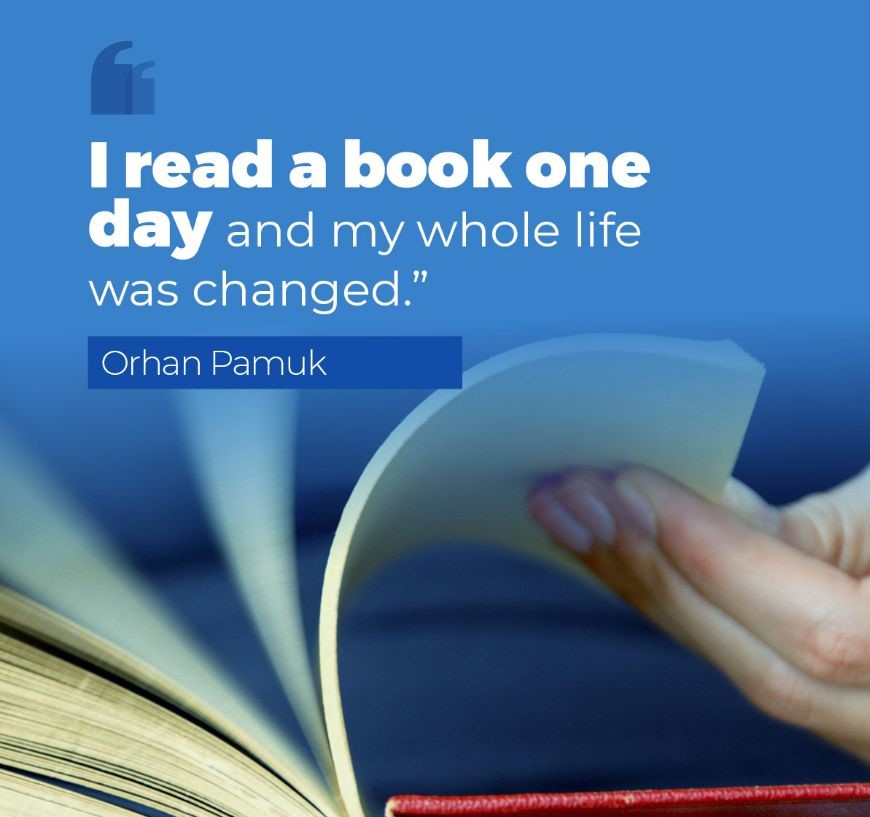 ❝
I read a book one
day and my whole life
was changed.”
Orhan Pamuk